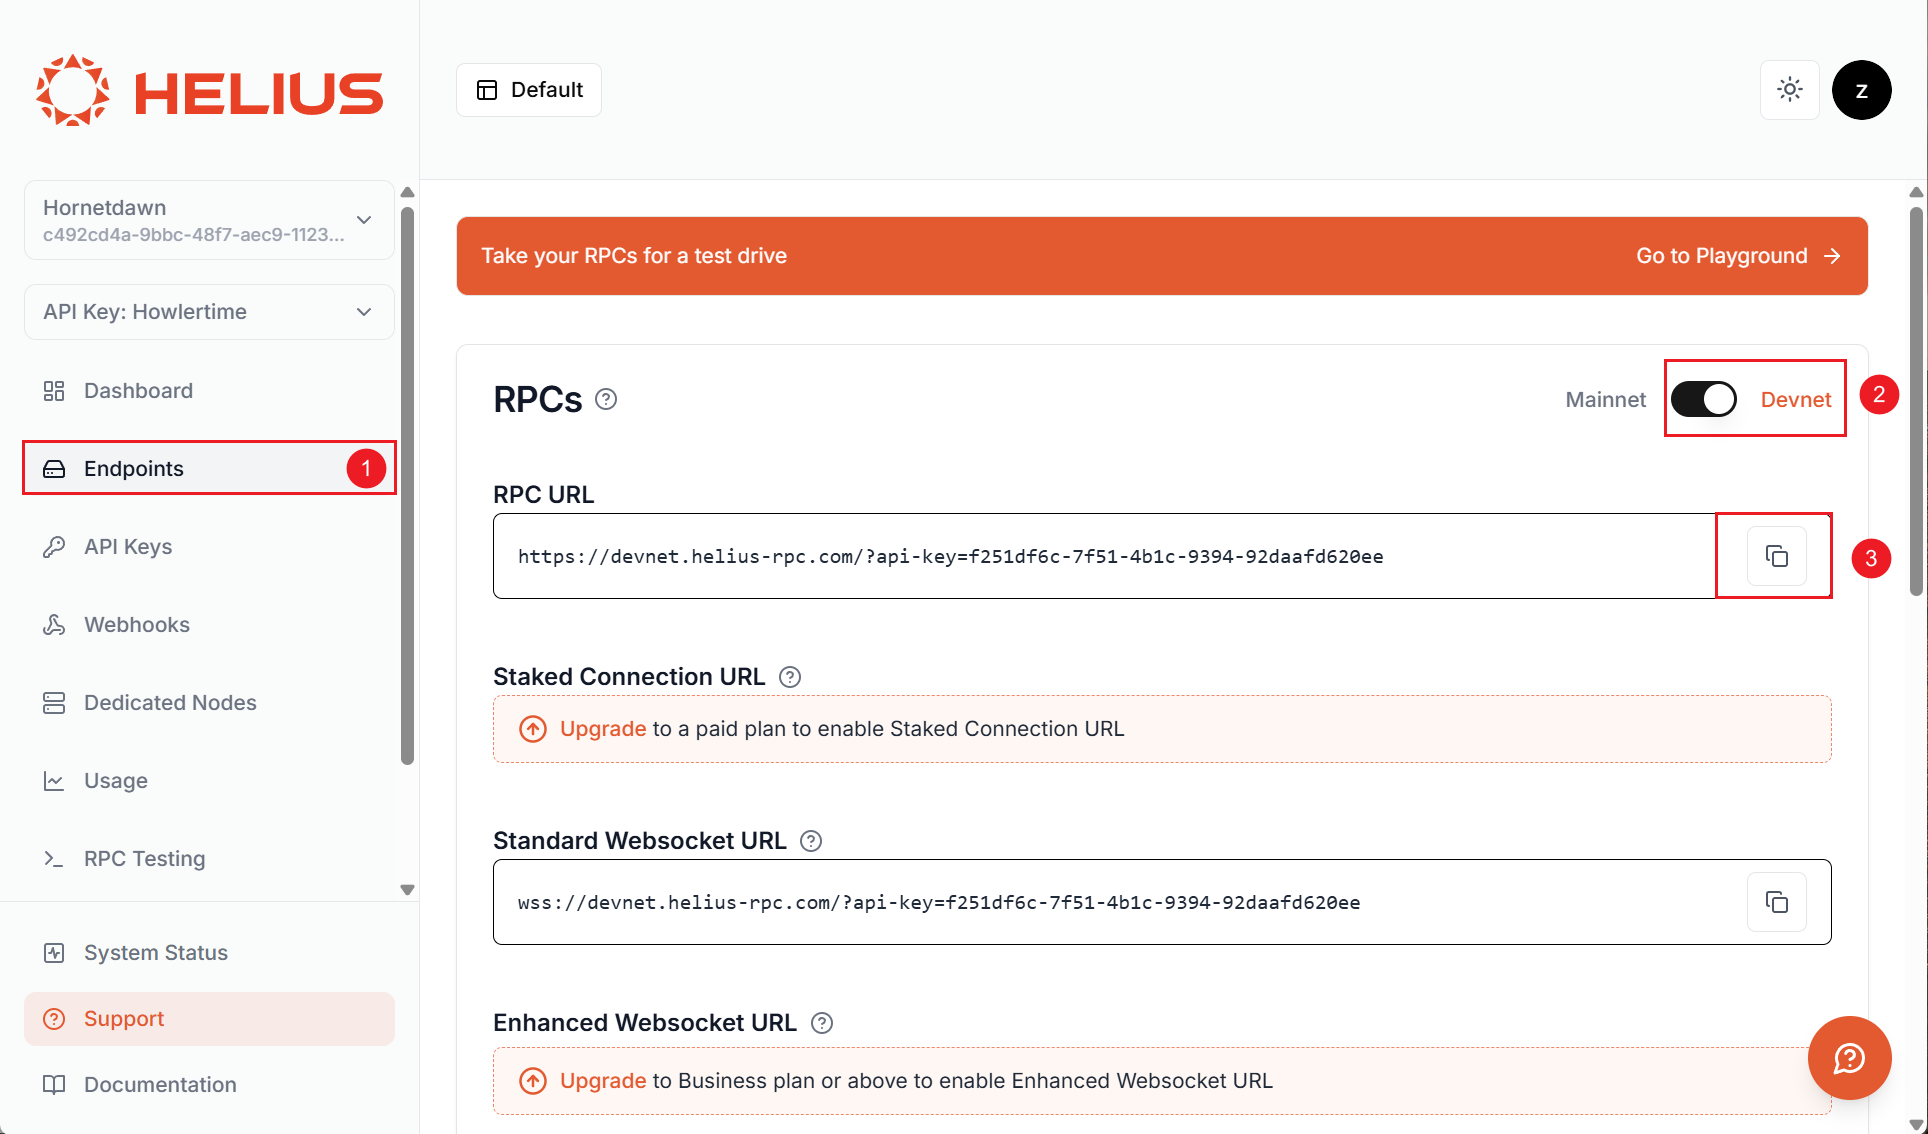 HELIUS
Default
z
Hornetdawn
c492cd4a-9bbc-48f7-aec9-1123...
API Key: Howlertime
Dashboard
Endpoints 1
API Keys
Webhooks
Dedicated Nodes
Usage
RPC Testing
System Status
Support
Documentation
Take your RPCs for a test drive Go to Playground →
RPCs Mainnet Devnet 2
RPC URL
https://devnet.helius-rpc.com/?api-key=f251df6c-7f51-4b1c-9394-92daafd620ee 3
Staked Connection URL
Upgrade to a paid plan to enable Staked Connection URL
Standard Websocket URL
wss://devnet.helius-rpc.com/?api-key=f251df6c-7f51-4b1c-9394-92daafd620ee
Enhanced Websocket URL
Upgrade to Business plan or above to enable Enhanced Websocket URL